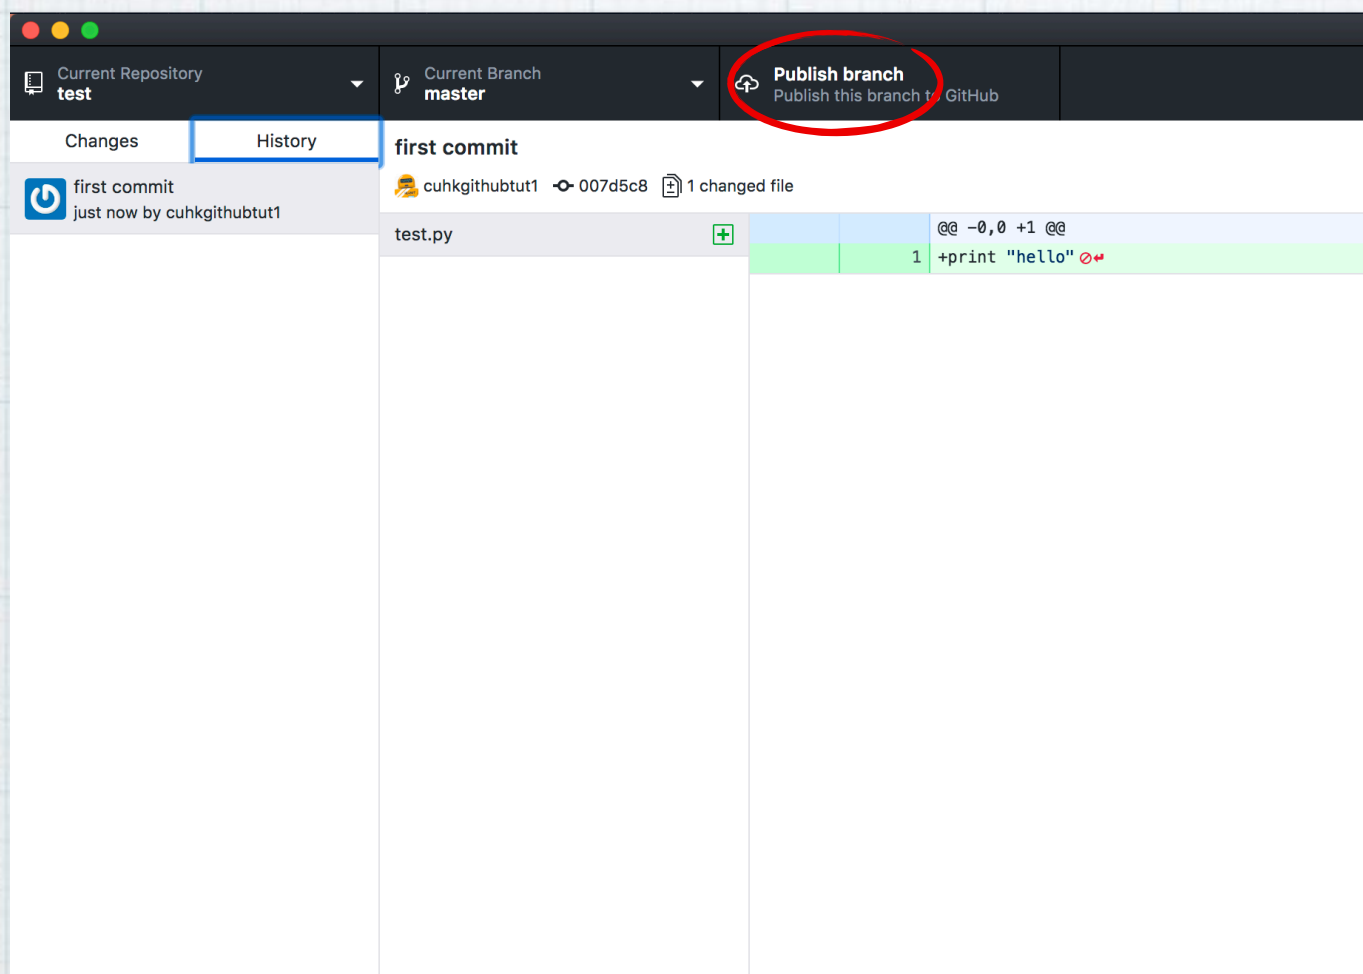 Current Repository
test
Current Branch
master
Publish branch
Publish this branch to GitHub
Changes
History
first commit
just now by cuhkgithubtut1
first commit
cuhkgithubtut1 007d5c8 1 changed file
test.py
@@ -0,0 +1 @@
1 +print "hello"